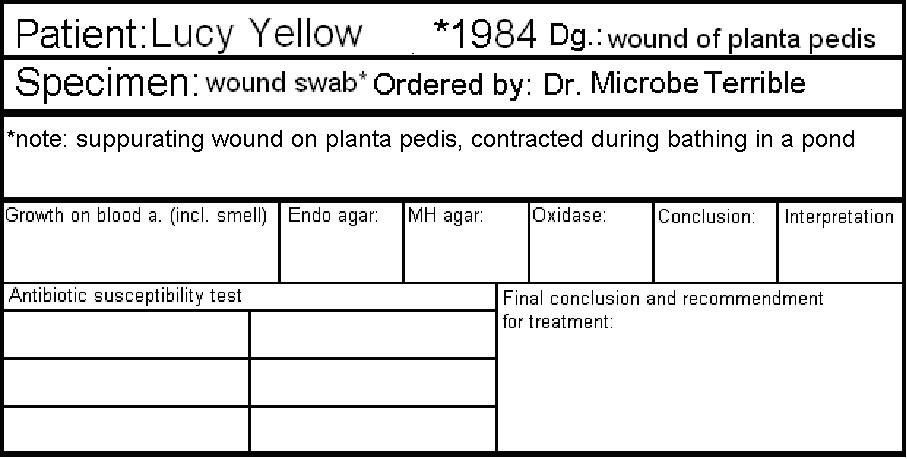 Patient: Lucy Yellow *1984 Dg.: wound of planta pedis
Specimen: wound swab* Ordered by: Dr. Microbe Terrible
*note: suppurating wound on planta pedis, contracted during bathing in a pond
Growth on blood a. (incl. smell) Endo agar: MH agar: Oxidase: Conclusion: Interpretation
Antibiotic susceptibility test
Final conclusion and recommendment
for treatment: